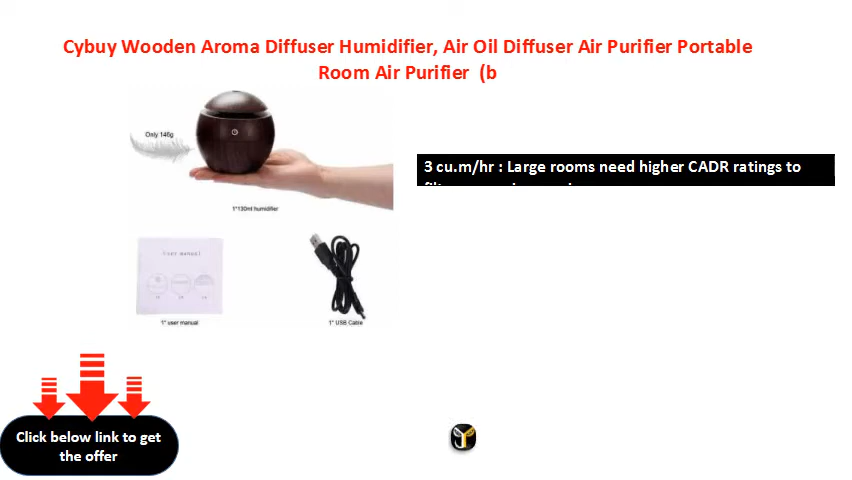 Cybuy Wooden Aroma Diffuser Humidifier, Air Oil Diffuser Air Purifier Portable
Room Air Purifier (b
Only 146g
3 cu.m/hr : Large rooms need higher CADR ratings to
1*130ml humidifier
User manual
1* user manual
1* USB Cable
Click below link to get
the offer